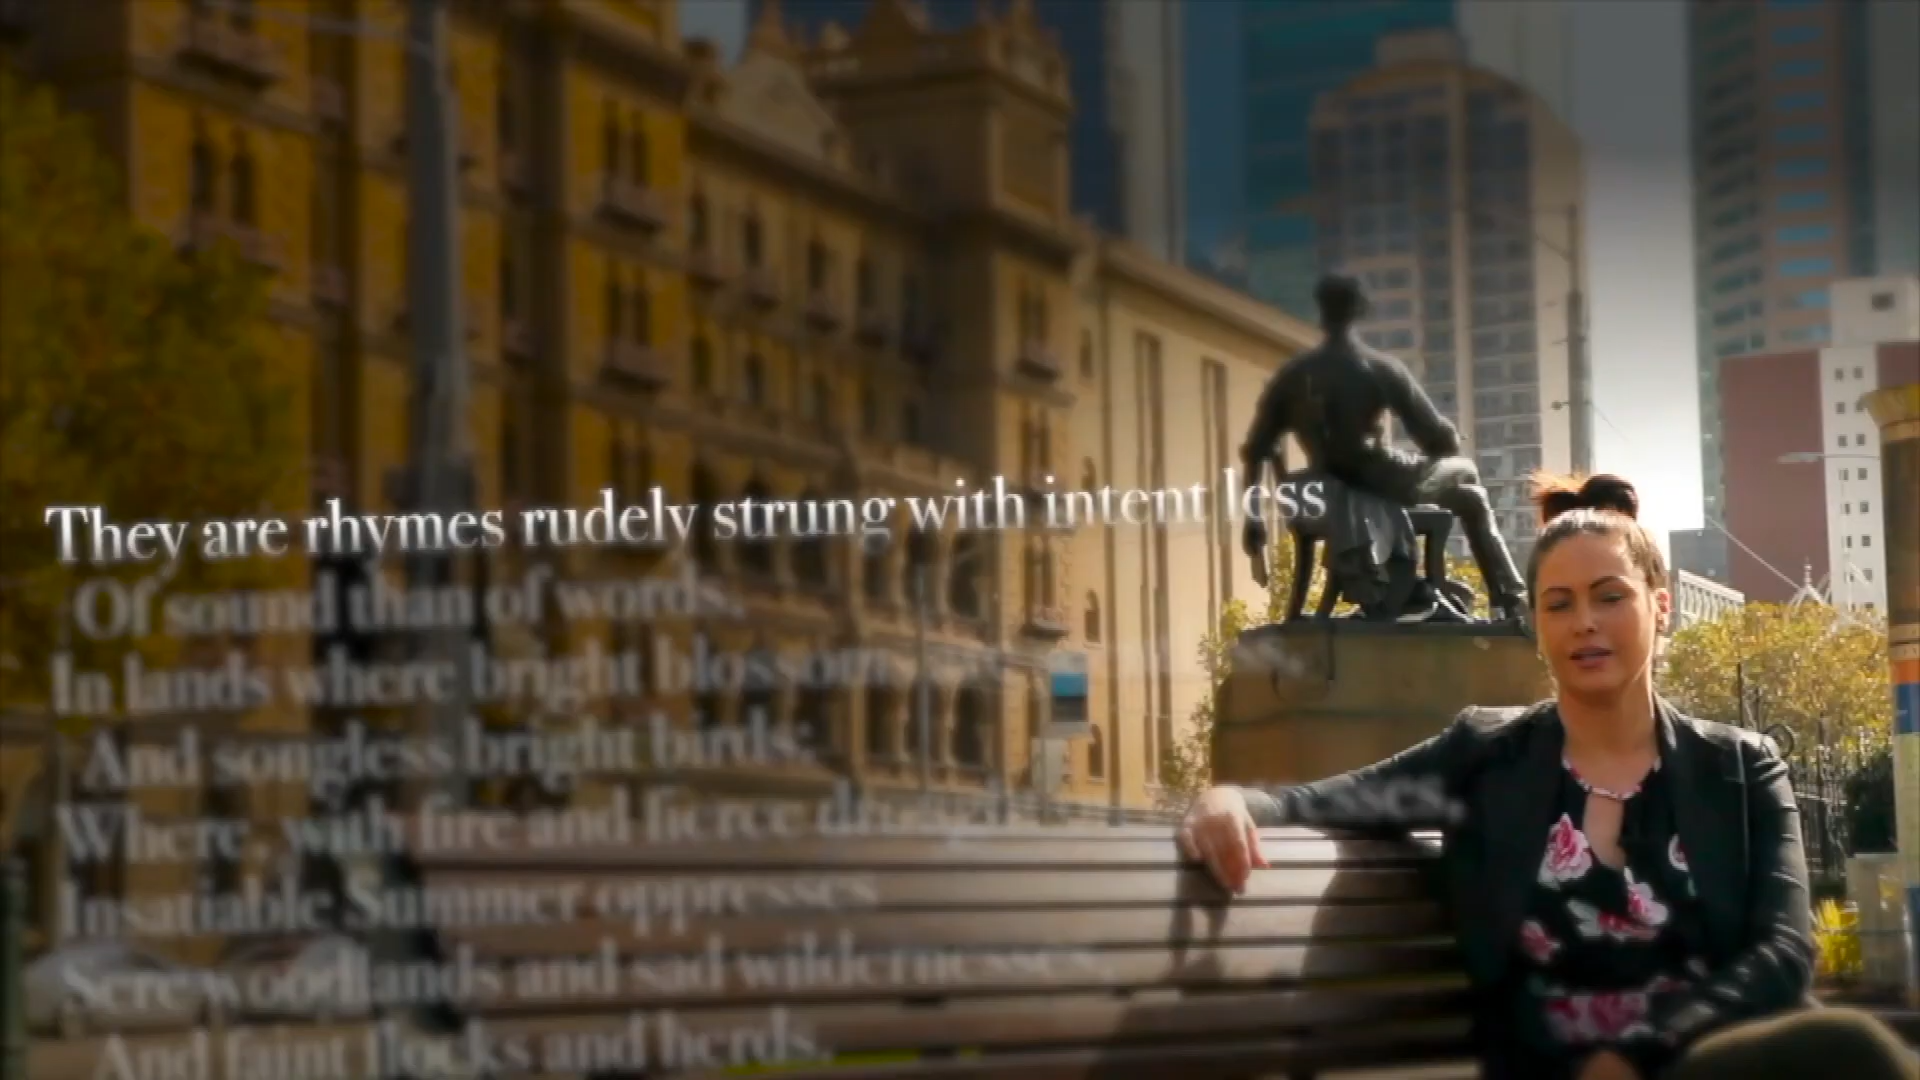 They are rhymes rudely strung with intent less
Of sound than of words,
In lands where bright blossoms
And songless bright birds;
Where, with fire and fierce drought
Insatiable Summer oppresses
Sere woodlands and sad wildernesses,
And faint flocks and herds.